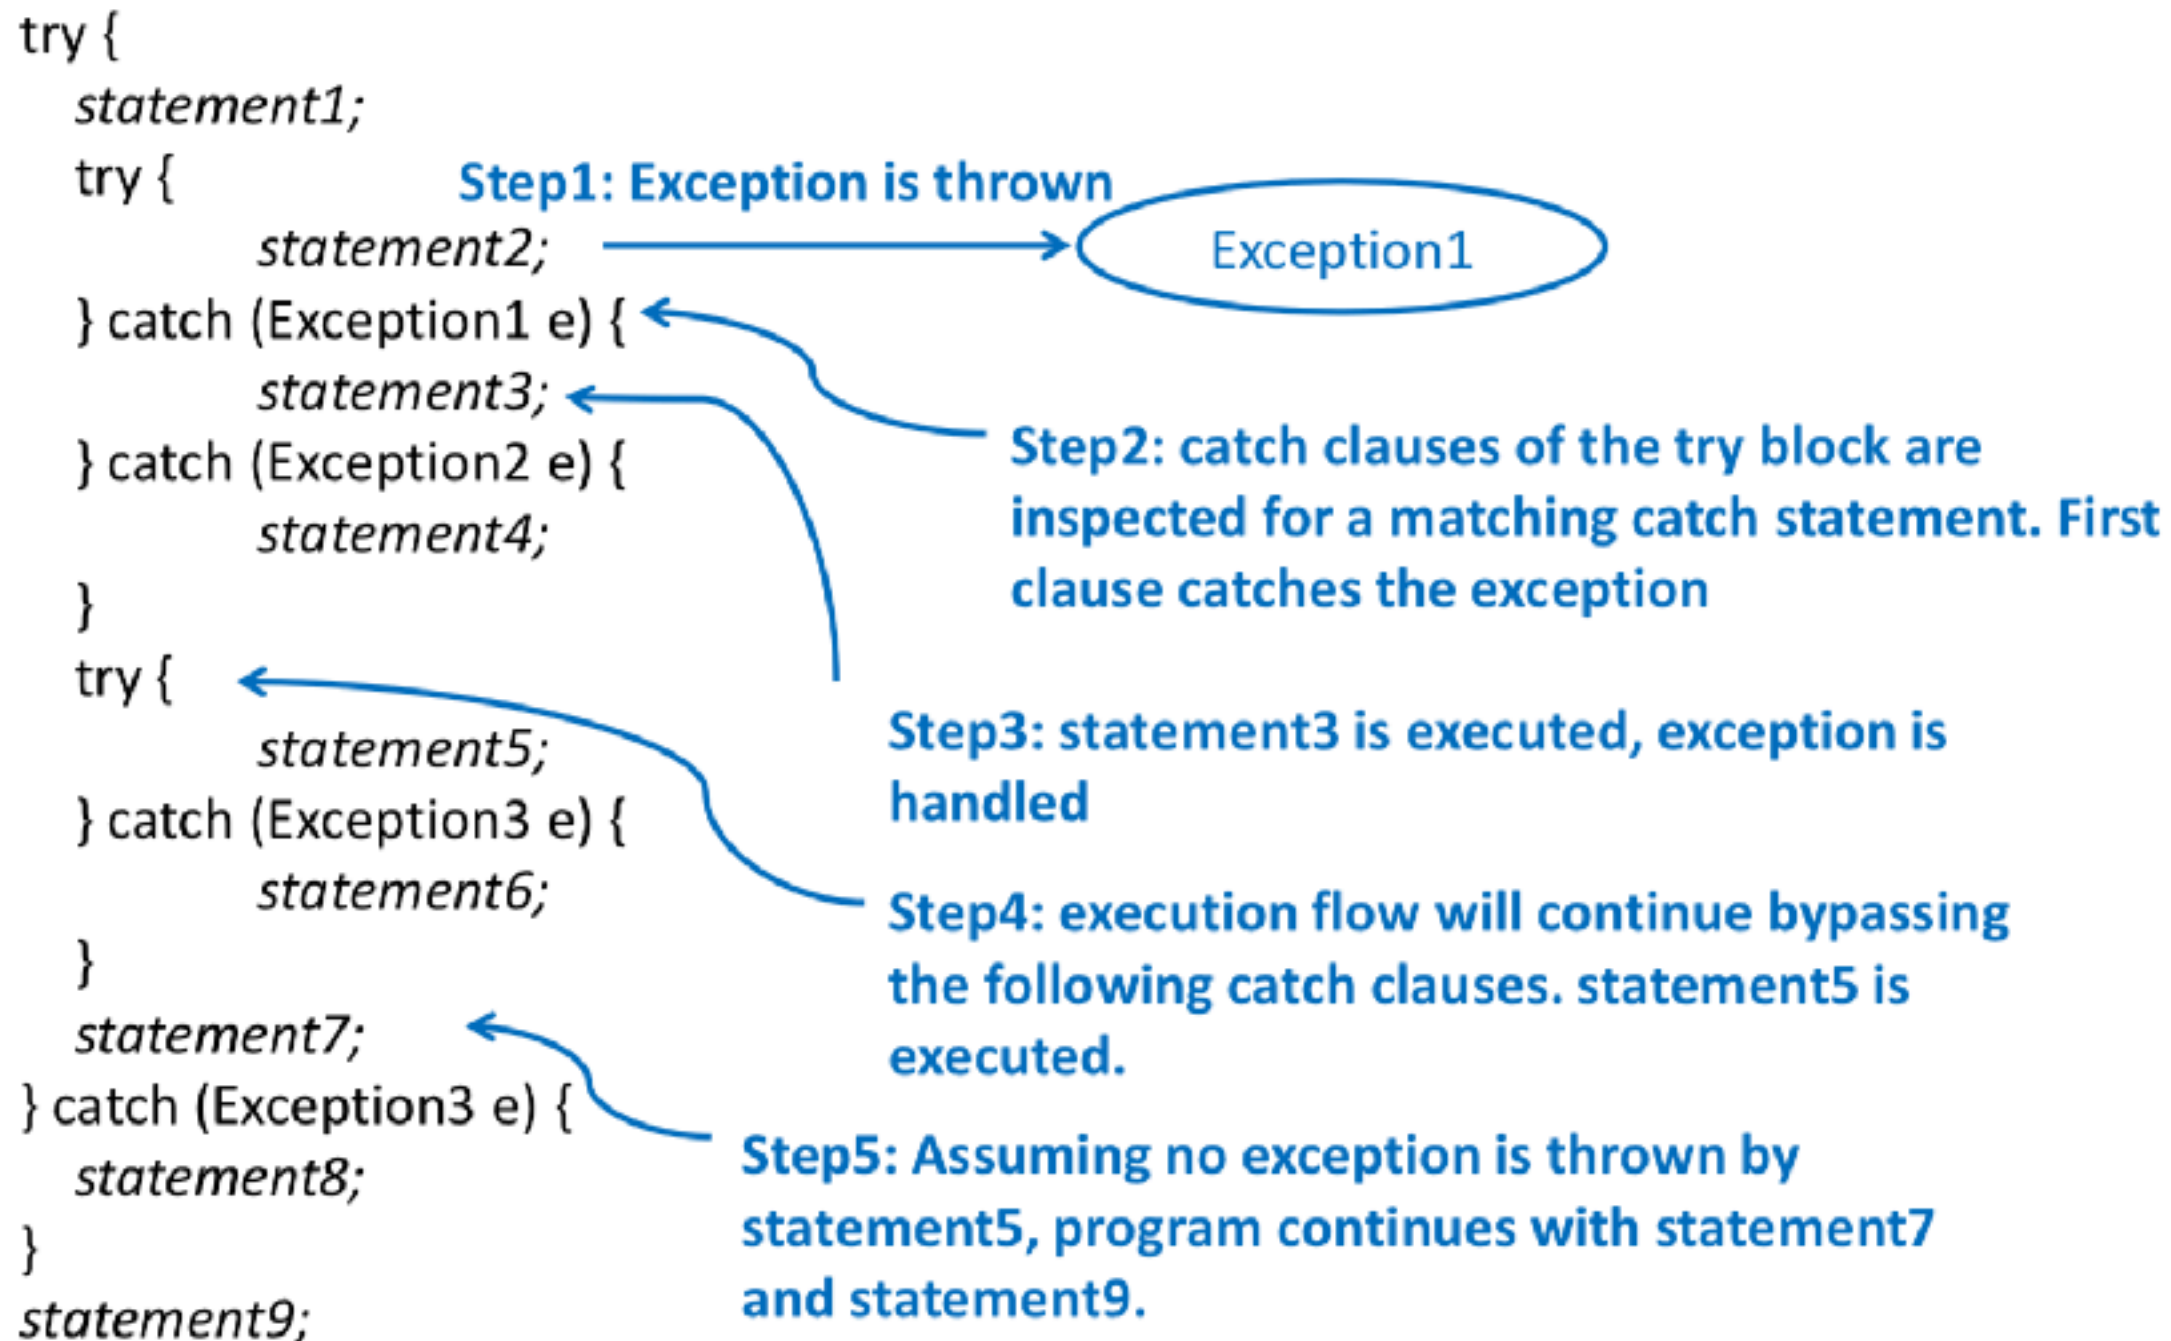 try {
statement1;
try {
Step1: Exception is thrown
statement2;
Exception1
} catch (Exception1 e) {
statement3;
} catch (Exception2 e) {
statement4;
}
Step2: catch clauses of the try block are
inspected for a matching catch statement. First
clause catches the exception
try {
statement5;
} catch (Exception3 e) {
statement6;
}
Step3: statement3 is executed, exception is
handled
Step4: execution flow will continue bypassing
the following catch clauses. statement5 is
executed.
statement7;
} catch (Exception3 e) {
statement8;
}
statement9;
Step5: Assuming no exception is thrown by
statement5, program continues with statement7
and statement9.